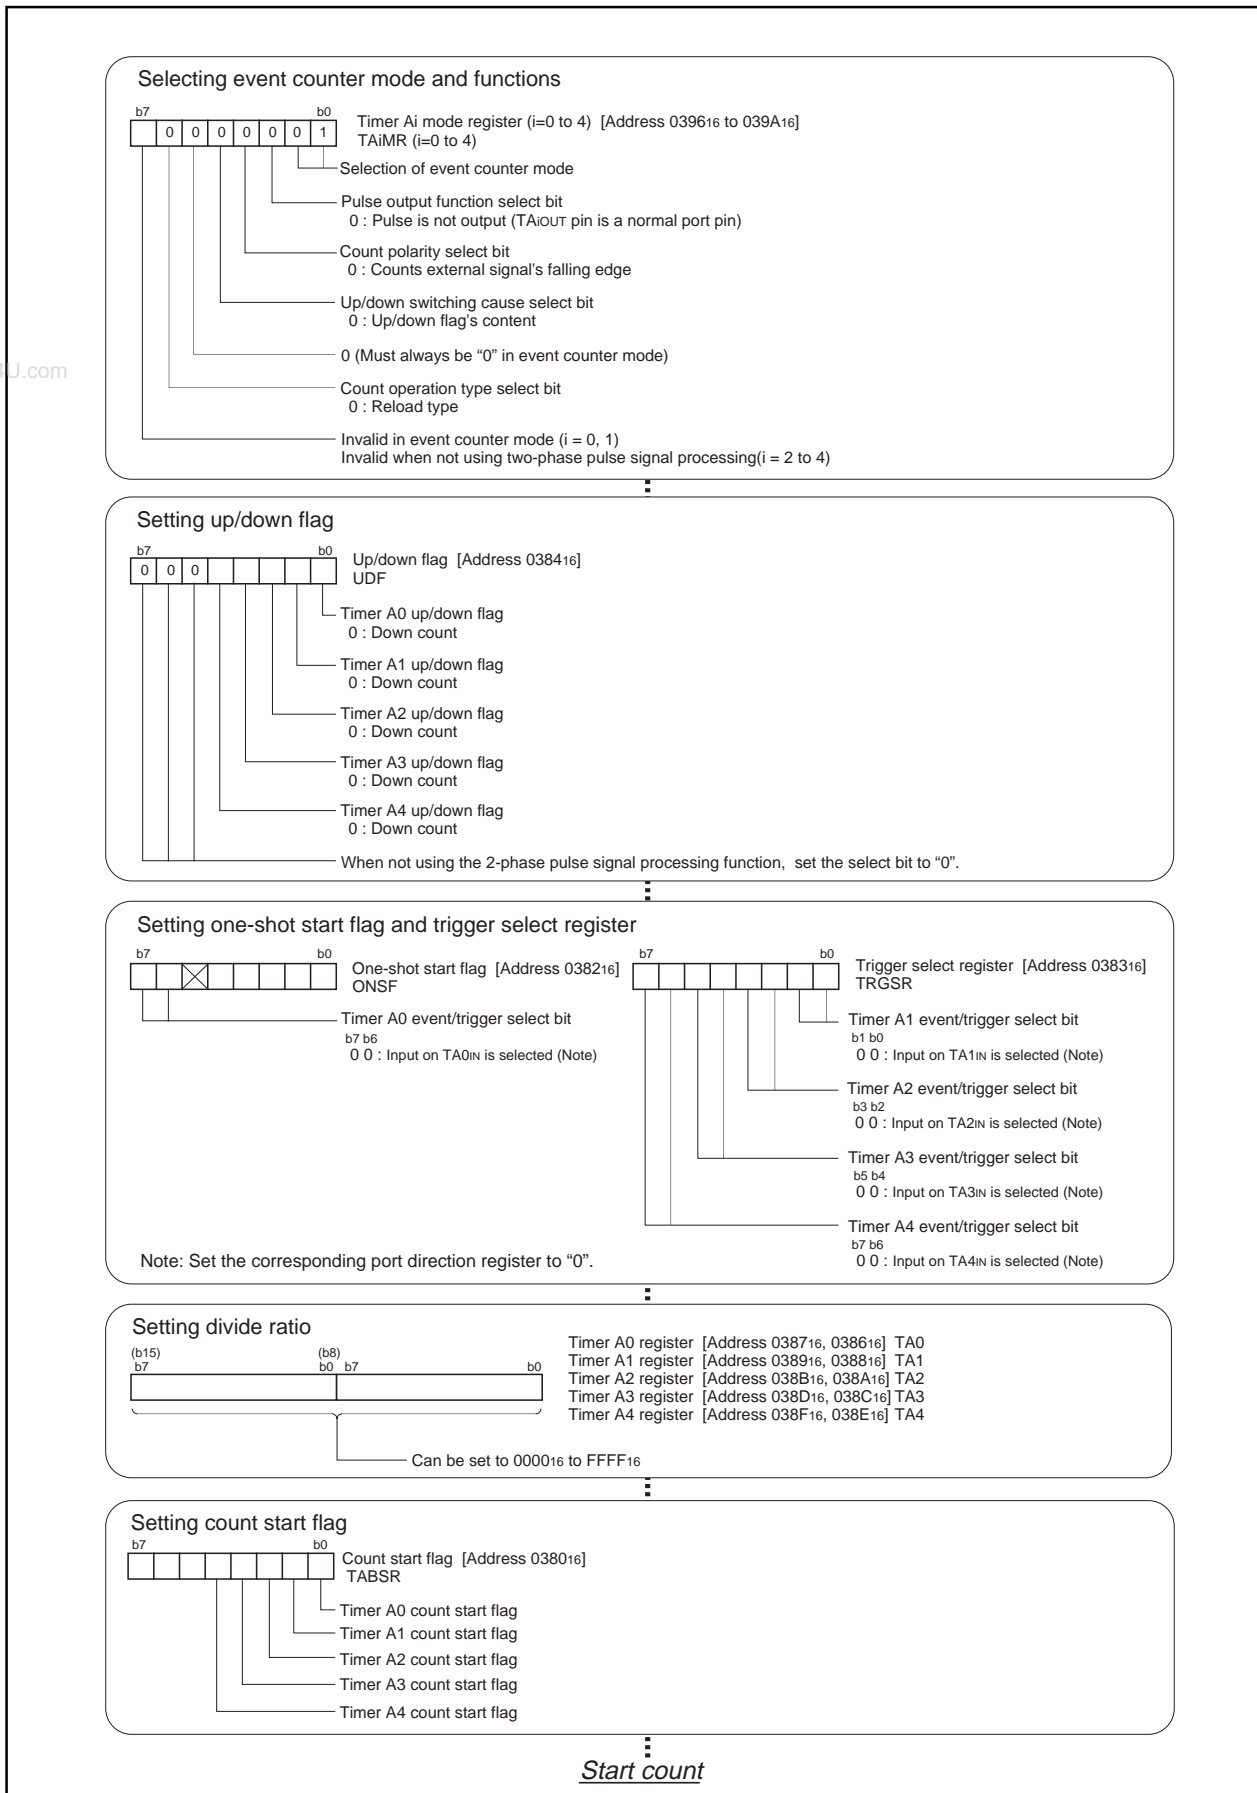 Selecting event counter mode and functions
b7 b0
0 0 0 0 0 0 1
Timer Ai mode register (i=0 to 4) [Address 039616 to 039A16]
TAiMR (i=0 to 4)
Selection of event counter mode
Pulse output function select bit
0 : Pulse is not output (TAiOUT pin is a normal port pin)
Count polarity select bit
0 : Counts external signal's falling edge
Up/down switching cause select bit
0 : Up/down flag's content
0 (Must always be “0” in event counter mode)
4U.com
Count operation type select bit
0 : Reload type
Invalid in event counter mode (i = 0, 1)
Invalid when not using two-phase pulse signal processing(i = 2 to 4)
Setting up/down flag
b7 b0
0 0 0
Up/down flag [Address 038416]
UDF
Timer A0 up/down flag
0 : Down count
Timer A1 up/down flag
0 : Down count
Timer A2 up/down flag
0 : Down count
Timer A3 up/down flag
0 : Down count
Timer A4 up/down flag
0 : Down count
When not using the 2-phase pulse signal processing function, set the select bit to “0”.
Setting one-shot start flag and trigger select register
b7 b0
One-shot start flag [Address 038216]
ONSF
Timer A0 event/trigger select bit
b7 b6
0 0 : Input on TA0IN is selected (Note)
b7 b0
Trigger select register [Address 038316]
TRGSR
Timer A1 event/trigger select bit
b1 b0
0 0 : Input on TA1IN is selected (Note)
Timer A2 event/trigger select bit
b3 b2
0 0 : Input on TA2IN is selected (Note)
Timer A3 event/trigger select bit
b5 b4
0 0 : Input on TA3IN is selected (Note)
Timer A4 event/trigger select bit
b7 b6
0 0 : Input on TA4IN is selected (Note)
Note: Set the corresponding port direction register to “0”.
Setting divide ratio
(b15) (b8)
b7 b0 b7 b0
Timer A0 register [Address 038716, 038616] TA0
Timer A1 register [Address 038916, 038816] TA1
Timer A2 register [Address 038B16, 038A16] TA2
Timer A3 register [Address 038D16, 038C16] TA3
Timer A4 register [Address 038F16, 038E16] TA4
Can be set to 000016 to FFFF16
Setting count start flag
b7 b0
Count start flag [Address 038016]
TABSR
Timer A0 count start flag
Timer A1 count start flag
Timer A2 count start flag
Timer A3 count start flag
Timer A4 count start flag
Start count